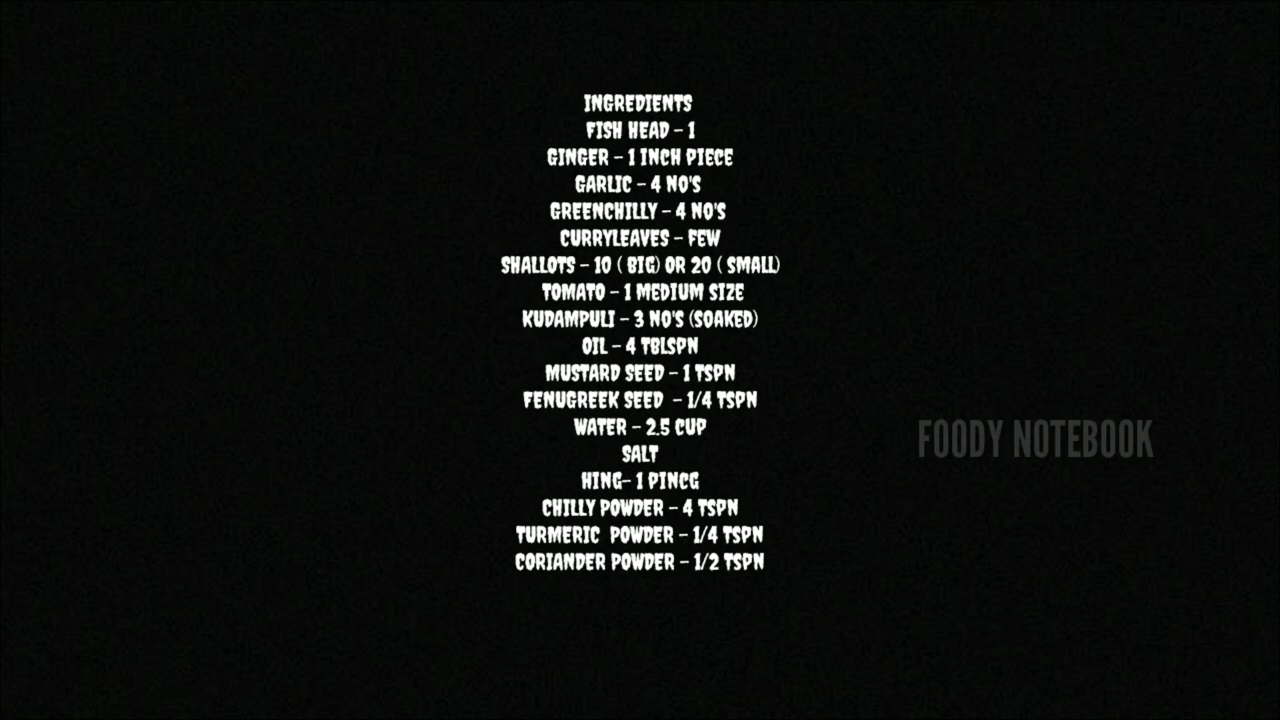 INGREDIENTS
FISH HEAD - 1
GINGER - 1 INCH PIECE
GARLIC - 4 NO'S
GREENCHILLY - 4 NO'S
CURRYLEAVES - FEW
SHALLOTS - 10 ( BIG) OR 20 ( SMALL)
TOMATO - 1 MEDIUM SIZE
KUDAMPULI - 3 NO'S (SOAKED)
OIL - 4 TBLSPN
MUSTARD SEED - 1 TSPN
FENUGREEK SEED - 1/4 TSPN
WATER - 2.5 CUP
SALT
HING- 1 PINCG
CHILLY POWDER - 4 TSPN
TURMERIC POWDER - 1/4 TSPN
CORIANDER POWDER - 1/2 TSPN
FOODY NOTEBOOK